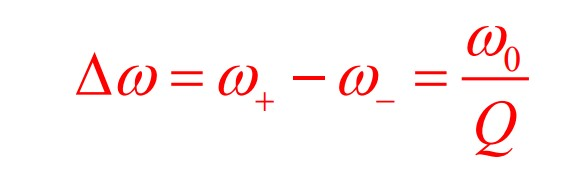 Δω = ω₊ − ω₋ = ω₀/Q